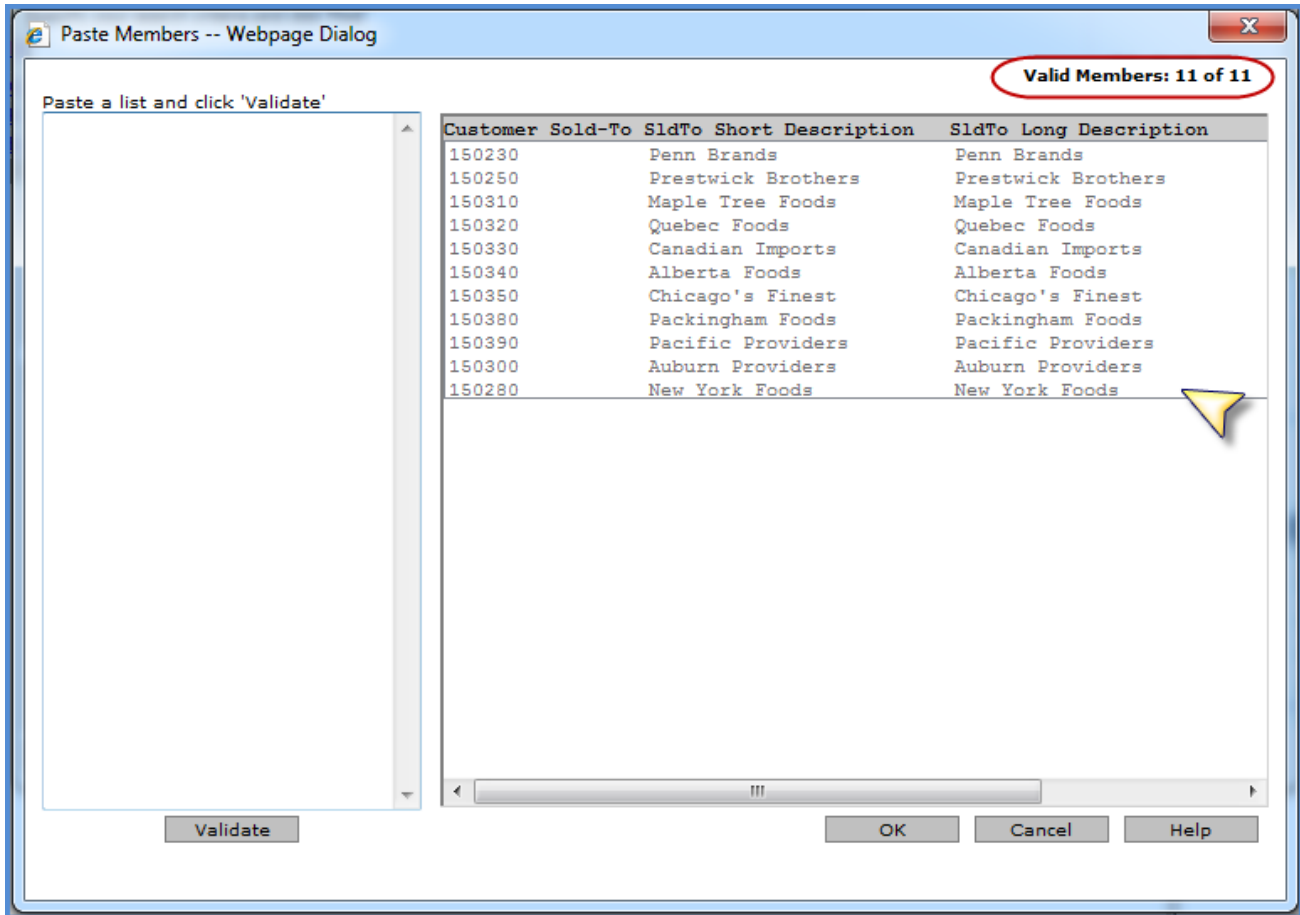 Paste Members -- Webpage Dialog
Valid Members: 11 of 11
Paste a list and click 'Validate'
Customer Sold-To SldTo Short Description SldTo Long Description
150230 Penn Brands Penn Brands
150250 Prestwick Brothers Prestwick Brothers
150310 Maple Tree Foods Maple Tree Foods
150320 Quebec Foods Quebec Foods
150330 Canadian Imports Canadian Imports
150340 Alberta Foods Alberta Foods
150350 Chicago's Finest Chicago's Finest
150380 Packingham Foods Packingham Foods
150390 Pacific Providers Pacific Providers
150300 Auburn Providers Auburn Providers
150280 New York Foods New York Foods
Validate OK Cancel Help